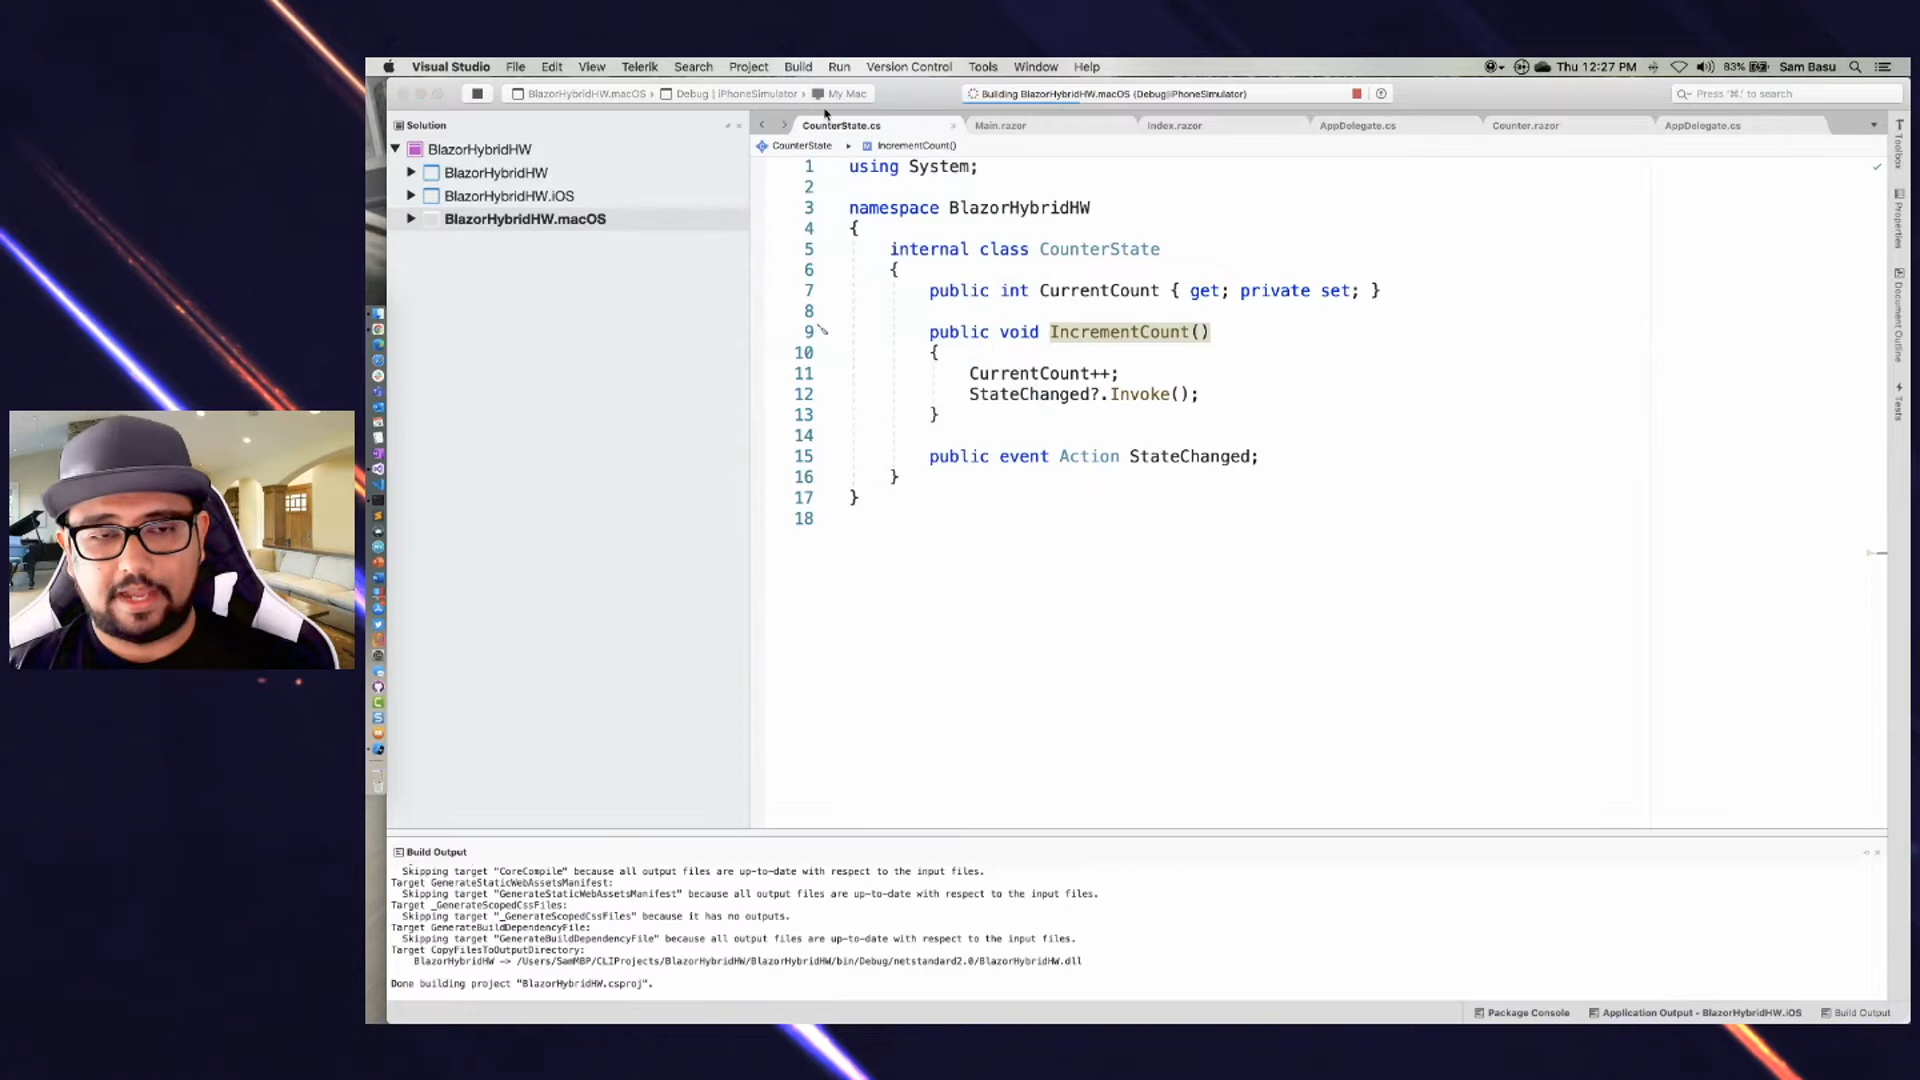 Visual Studio File Edit View Telerik Search Project Build Run Version Control Tools Window Help Thu 12:27 PM 83% Sam Basu
BlazorHybridHW.macOS › Debug | iPhoneSimulator › My Mac Building BlazorHybridHW.macOS (Debug|iPhoneSimulator) Press '⌘.' to search
Solution
CounterState.cs Main.razor Index.razor AppDelegate.cs Counter.razor AppDelegate.cs
CounterState ▸ IncrementCount()
BlazorHybridHW
BlazorHybridHW
BlazorHybridHW.iOS
BlazorHybridHW.macOS
1 using System;
2
3 namespace BlazorHybridHW
4 {
5 internal class CounterState
6 {
7 public int CurrentCount { get; private set; }
8
9 public void IncrementCount()
10 {
11 CurrentCount++;
12 StateChanged?.Invoke();
13 }
14
15 public event Action StateChanged;
16 }
17 }
18
Toolbox
Properties
Document Outline
Tests
Build Output
Skipping target "CoreCompile" because all output files are up-to-date with respect to the input files.
Target GenerateStaticWebAssetsManifest:
Skipping target "GenerateStaticWebAssetsManifest" because all output files are up-to-date with respect to the input files.
Target _GenerateScopedCssFiles:
Skipping target "_GenerateScopedCssFiles" because it has no outputs.
Target GenerateBuildDependencyFile:
Skipping target "GenerateBuildDependencyFile" because all output files are up-to-date with respect to the input files.
Target CopyFilesToOutputDirectory:
BlazorHybridHW -> /Users/SamMBP/CLIProjects/BlazorHybridHW/BlazorHybridHW/bin/Debug/netstandard2.0/BlazorHybridHW.dll
Done building project "BlazorHybridHW.csproj".
Package Console Application Output - BlazorHybridHW.iOS Build Output